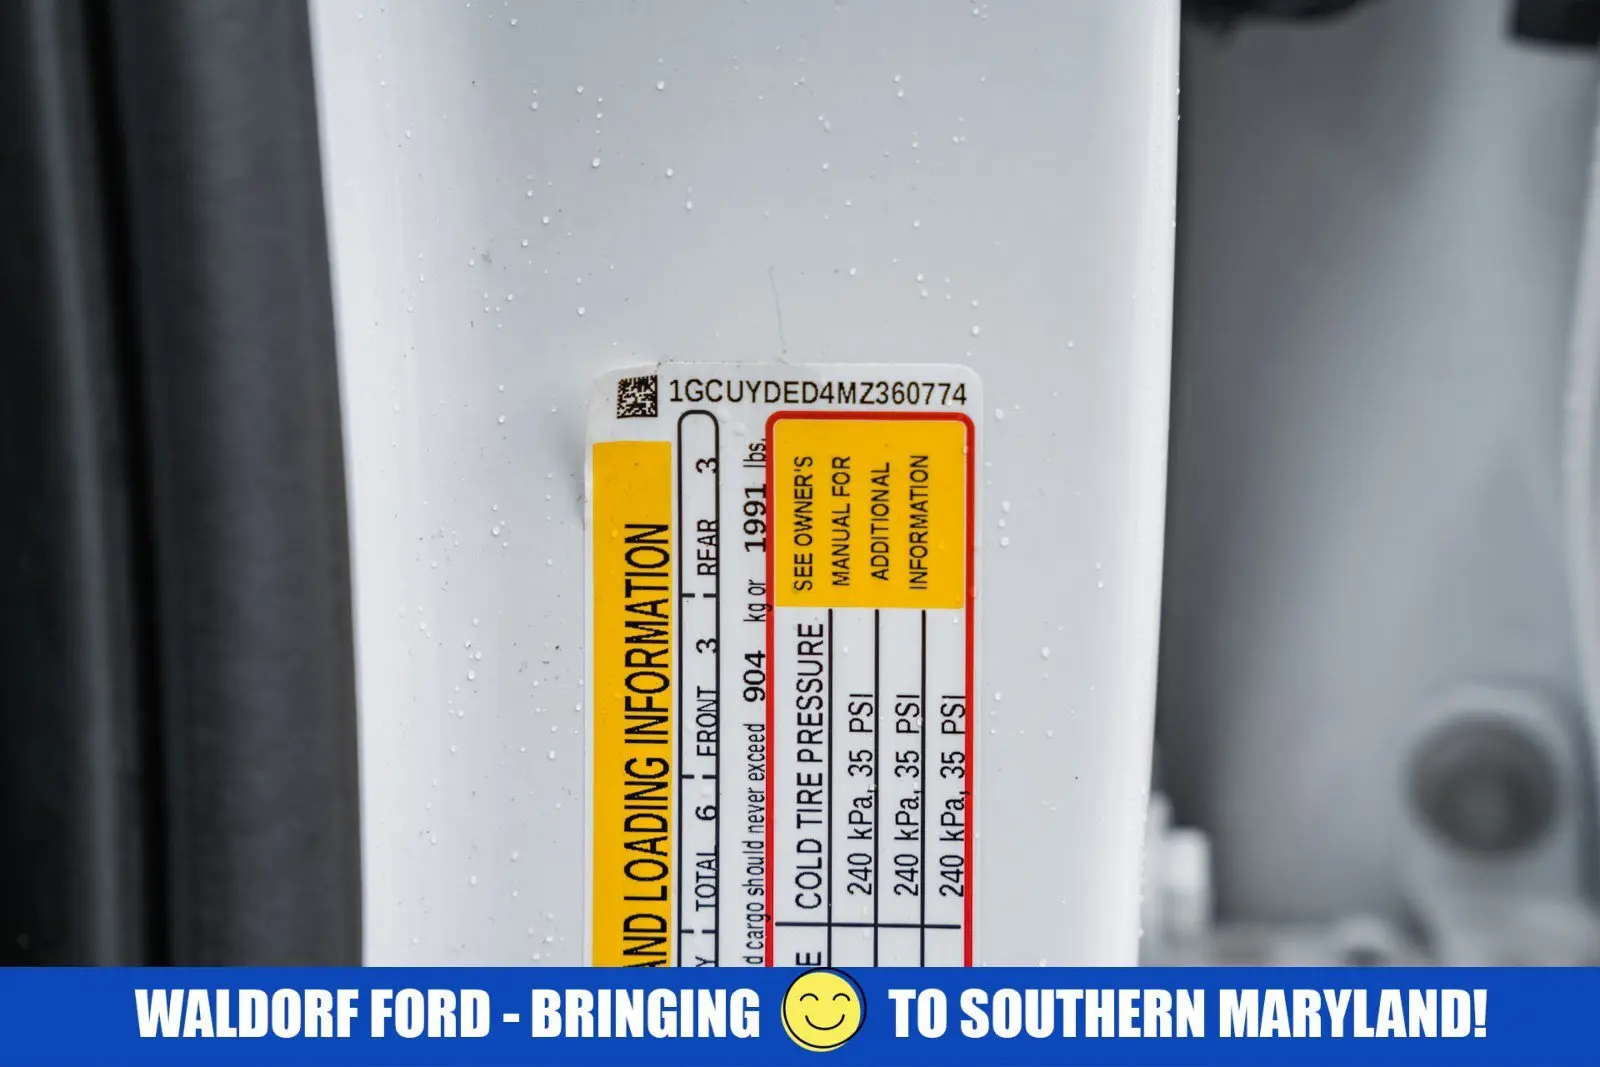 1GCUYDED4MZ360774
AND LOADING INFORMATION
TOTAL 6 FRONT 3 REAR 3
cargo should never exceed 904 kg or 1991 lbs.
COLD TIRE PRESSURE
240 kPa, 35 PSI
240 kPa, 35 PSI
240 kPa, 35 PSI
SEE OWNER'S
MANUAL FOR
ADDITIONAL
INFORMATION
WALDORF FORD - BRINGING TO SOUTHERN MARYLAND!